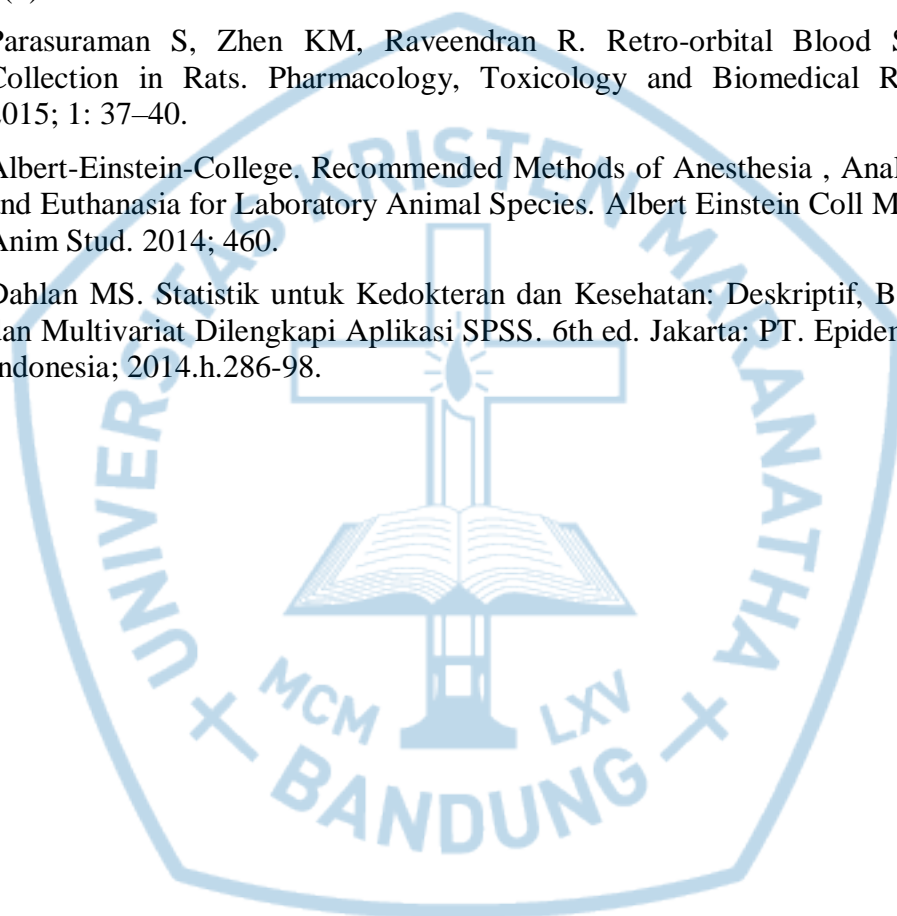 Parasuraman S, Zhen KM, Raveendran R. Retro-orbital Blood S
Collection in Rats. Pharmacology, Toxicology and Biomedical R
2015; 1: 37–40.
Albert-Einstein-College. Recommended Methods of Anesthesia , Anal
and Euthanasia for Laboratory Animal Species. Albert Einstein Coll M
Anim Stud. 2014; 460.
Dahlan MS. Statistik untuk Kedokteran dan Kesehatan: Deskriptif, B
dan Multivariat Dilengkapi Aplikasi SPSS. 6th ed. Jakarta: PT. Epidem
Indonesia; 2014.h.286-98.
UNIVERSITAS KRISTEN MARANATHA
MCM LXV
BANDUNG